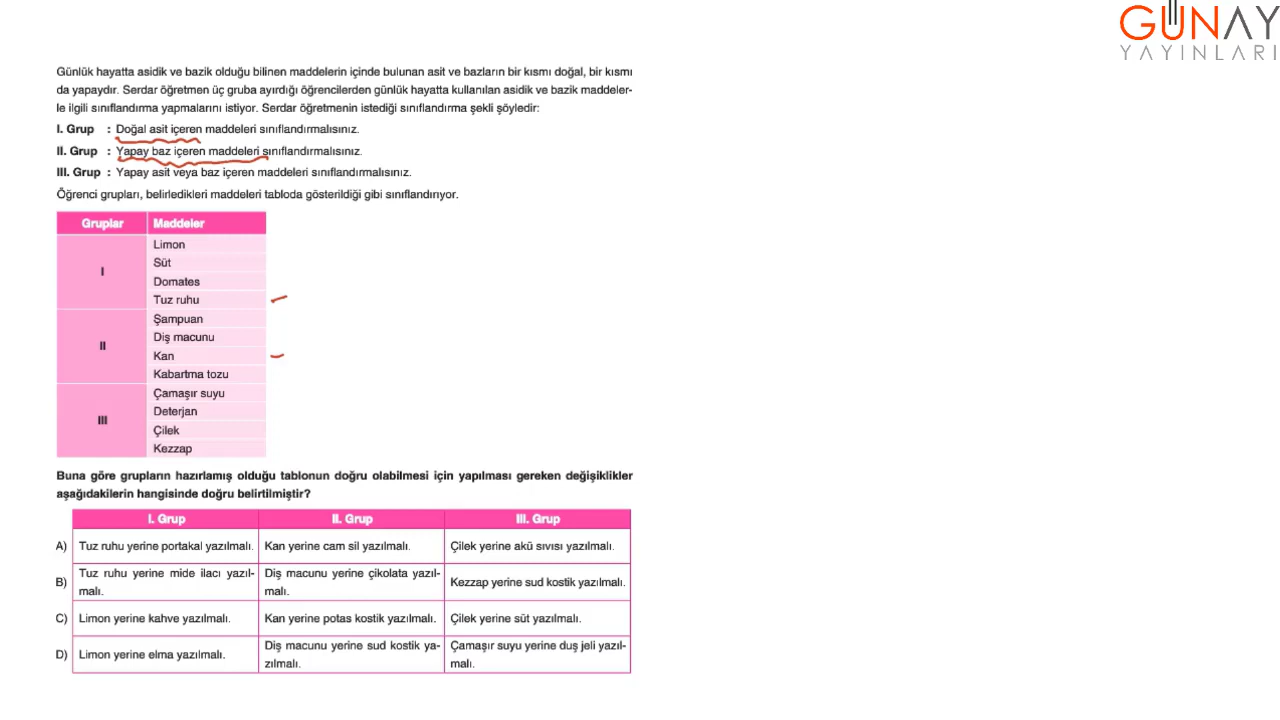 GÜNAY
YAYINLARI
Günlük hayatta asidik ve bazik olduğu bilinen maddelerin içinde bulunan asit ve bazların bir kısmı doğal, bir kısmı
da yapaydır. Serdar öğretmen üç gruba ayırdığı öğrencilerden günlük hayatta kullanılan asidik ve bazik maddeler-
le ilgili sınıflandırma yapmalarını istiyor. Serdar öğretmenin istediği sınıflandırma şekli şöyledir:
I. Grup : Doğal asit içeren maddeleri sınıflandırmalısınız.
II. Grup : Yapay baz içeren maddeleri sınıflandırmalısınız.
III. Grup : Yapay asit veya baz içeren maddeleri sınıflandırmalısınız.
Öğrenci grupları, belirledikleri maddeleri tabloda gösterildiği gibi sınıflandırıyor.
Gruplar Maddeler
I
Limon
Süt
Domates
Tuz ruhu
II
Şampuan
Diş macunu
Kan
Kabartma tozu
III
Çamaşır suyu
Deterjan
Çilek
Kezzap
Buna göre grupların hazırlamış olduğu tablonun doğru olabilmesi için yapılması gereken değişiklikler
aşağıdakilerin hangisinde doğru belirtilmiştir?
I. Grup II. Grup III. Grup
A) Tuz ruhu yerine portakal yazılmalı. Kan yerine cam sil yazılmalı. Çilek yerine akü sıvısı yazılmalı.
B) Tuz ruhu yerine mide ilacı yazıl-
malı.
Diş macunu yerine çikolata yazıl-
malı.
Kezzap yerine sud kostik yazılmalı.
C) Limon yerine kahve yazılmalı. Kan yerine potas kostik yazılmalı. Çilek yerine süt yazılmalı.
D) Limon yerine elma yazılmalı.
Diş macunu yerine sud kostik ya-
zılmalı.
Çamaşır suyu yerine duş jeli yazıl-
malı.